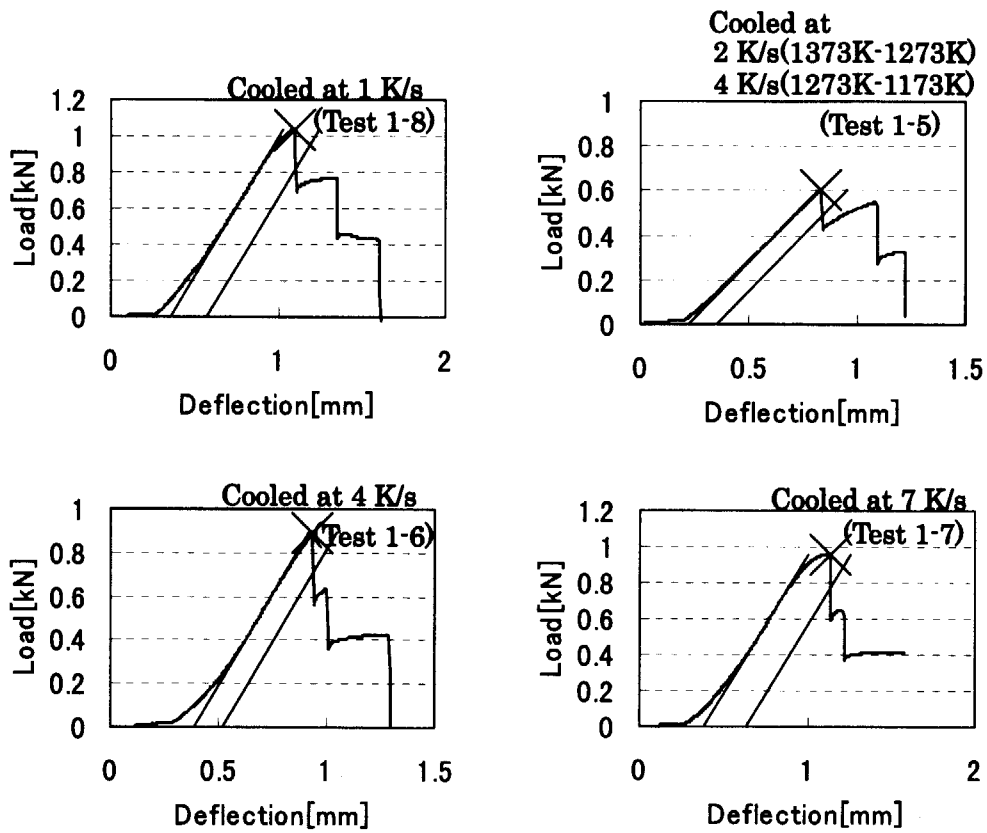 Cooled at 1 K/s
(Test 1-8)
1.2
1
0.8
0.6
0.4
0.2
0
Load[kN]
0 1 2
Deflection[mm]
Cooled at
2 K/s(1373K-1273K)
4 K/s(1273K-1173K)
(Test 1-5)
1
0.8
0.6
0.4
0.2
0
Load[kN]
0 0.5 1 1.5
Deflection[mm]
Cooled at 4 K/s
(Test 1-6)
1
0.8
0.6
0.4
0.2
0
Load[kN]
0 0.5 1 1.5
Deflection[mm]
Cooled at 7 K/s
(Test 1-7)
1.2
1
0.8
0.6
0.4
0.2
0
Load[kN]
0 1 2
Deflection[mm]